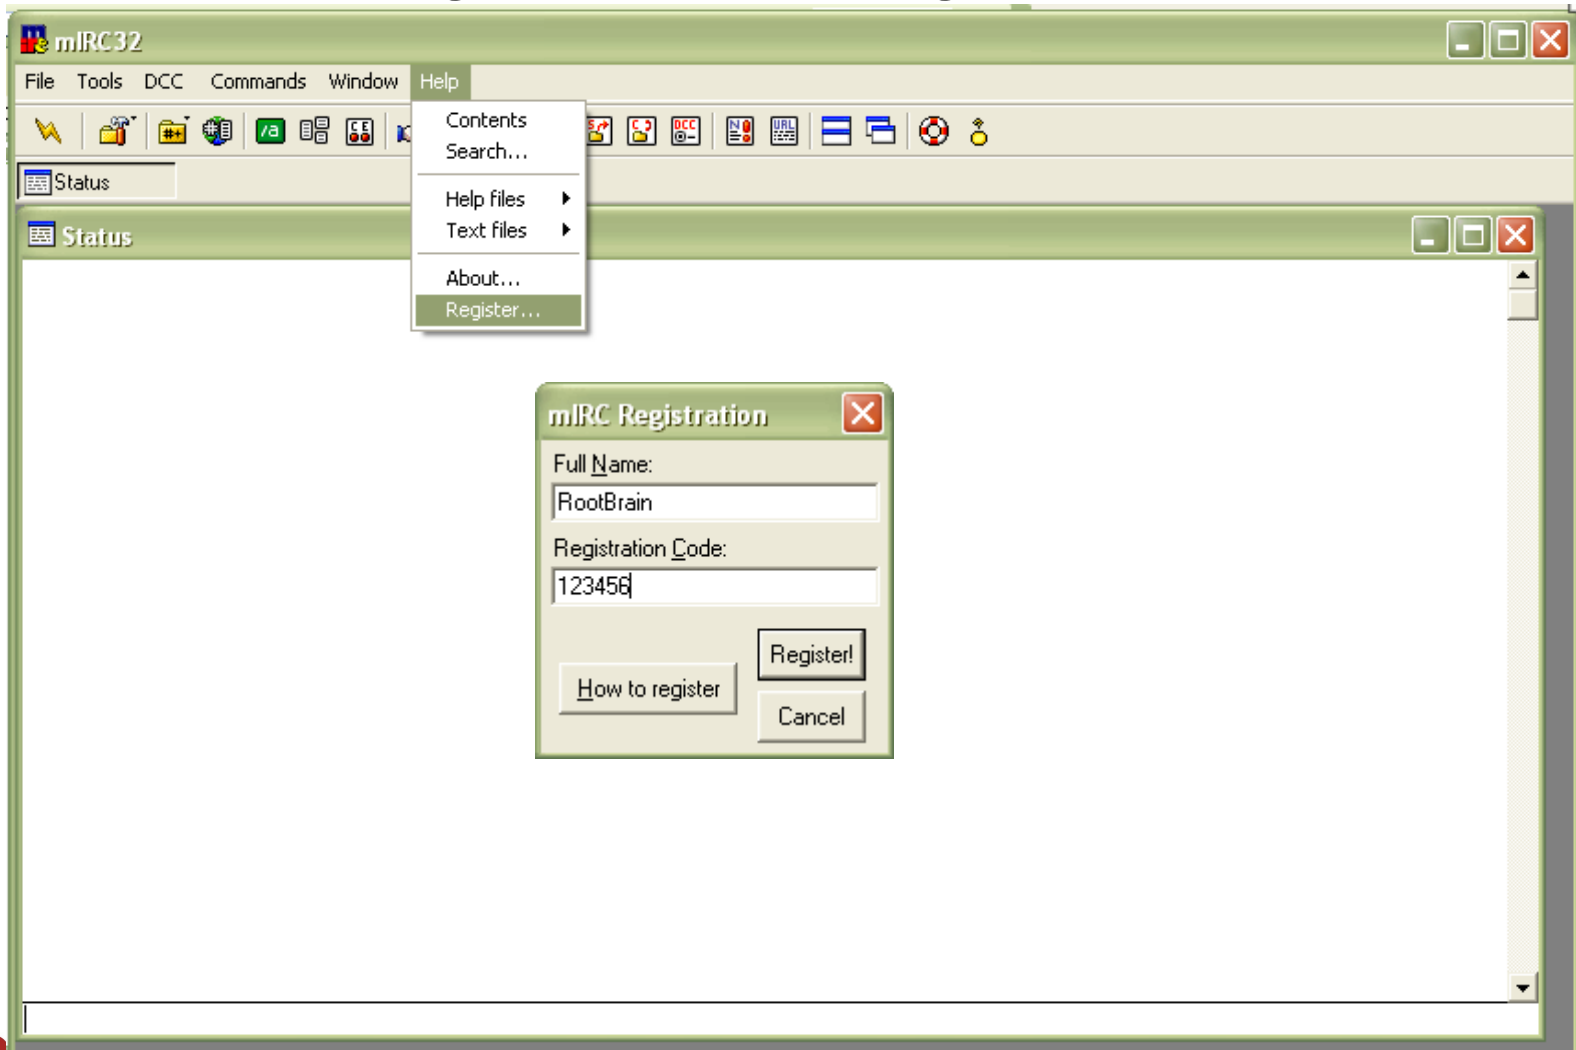 mIRC32
File Tools DCC Commands Window Help
Contents
Search...
Help files
Text files
About...
Register...
Status
Status
mIRC Registration
Full Name:
RootBrain
Registration Code:
123456
Register!
How to register
Cancel